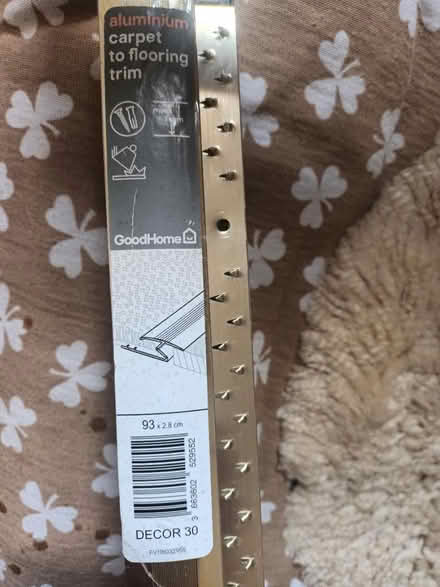 aluminium
carpet
to flooring
trim
GoodHome
93 x 2.8 cm
3 663602 529552
DECOR 30